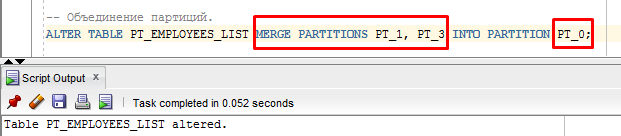 -- Объединение партиций.
ALTER TABLE PT_EMPLOYEES_LIST MERGE PARTITIONS PT_1, PT_3 INTO PARTITION PT_0;
Script Output x
Task completed in 0.052 seconds
Table PT_EMPLOYEES_LIST altered.